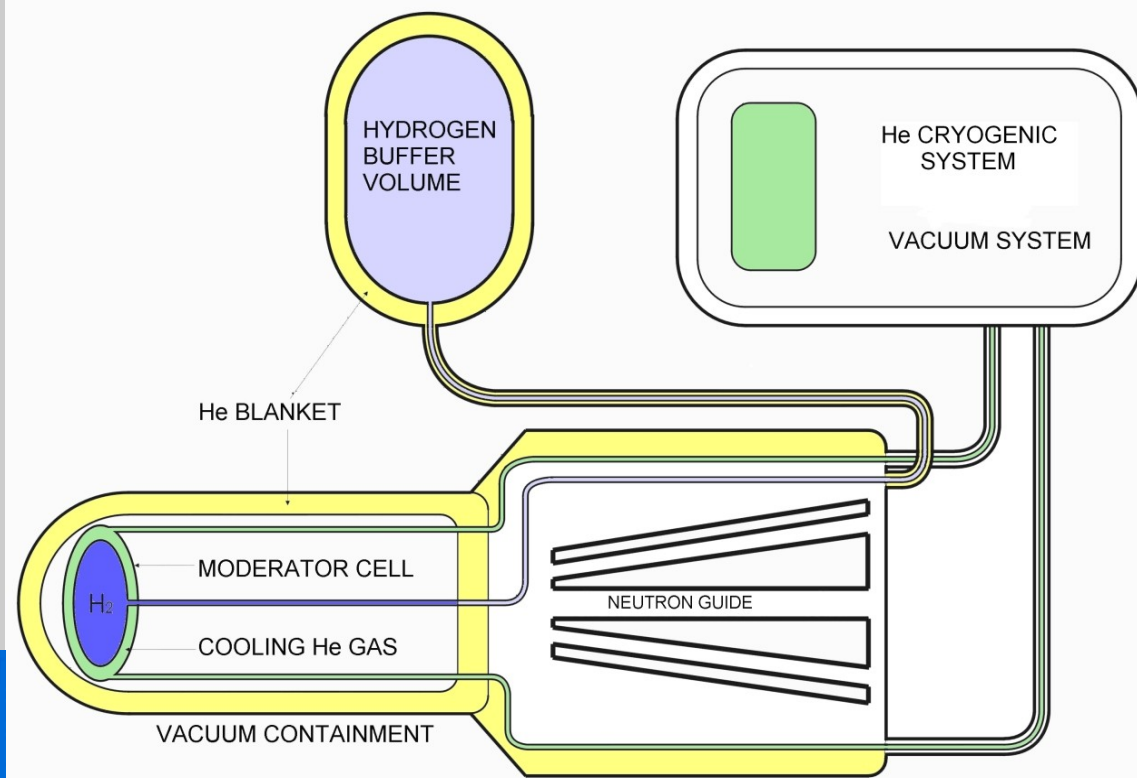 HYDROGEN
BUFFER
VOLUME
He CRYOGENIC
SYSTEM
VACUUM SYSTEM
He BLANKET
MODERATOR CELL
H2
NEUTRON GUIDE
COOLING He GAS
VACUUM CONTAINMENT